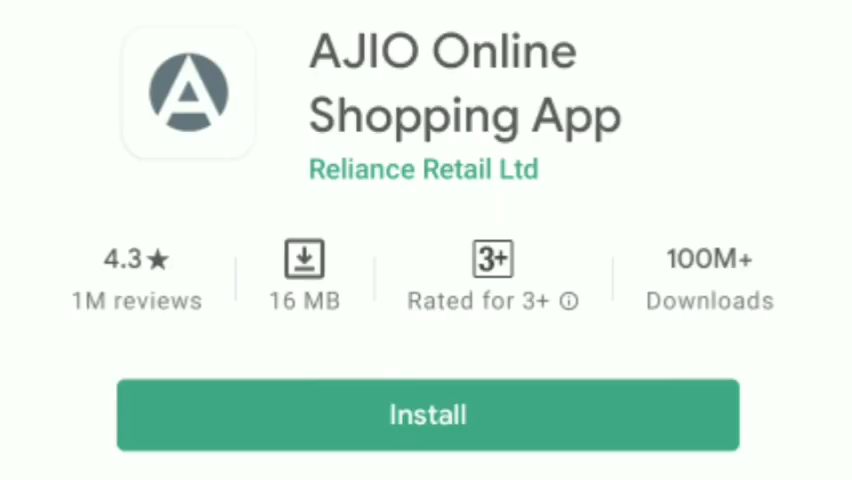 AJIO Online
Shopping App
Reliance Retail Ltd
4.3★
1M reviews
16 MB
3+
Rated for 3+
100M+
Downloads
Install